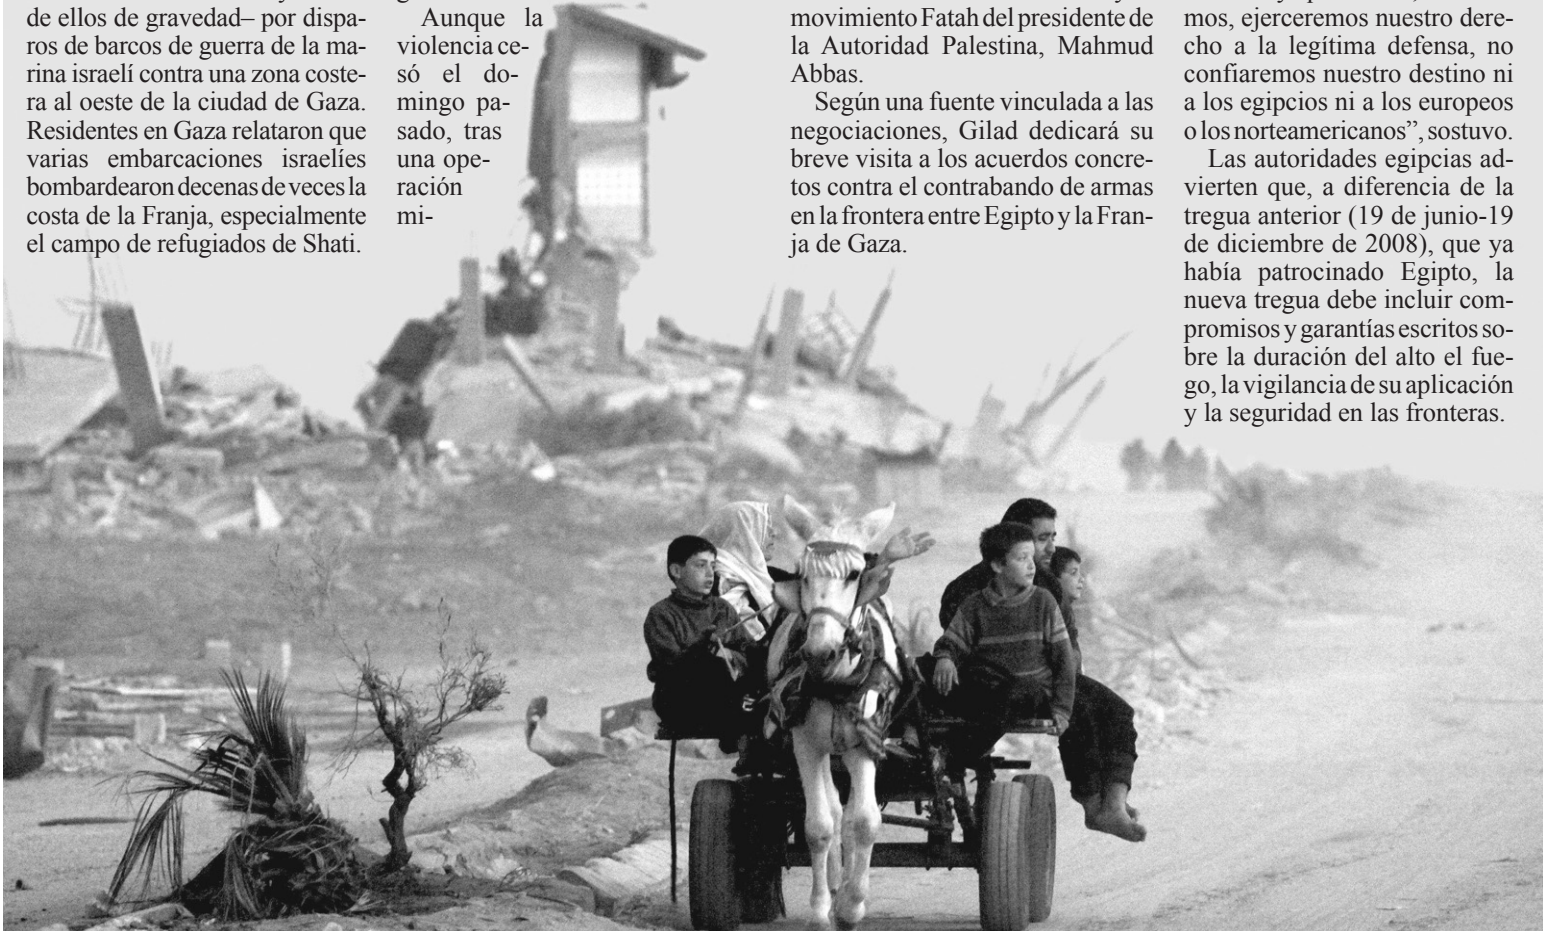 de ellos de gravedad– por dispa-
ros de barcos de guerra de la ma-
rina israelí contra una zona coste-
ra al oeste de la ciudad de Gaza.
Residentes en Gaza relataron que
varias embarcaciones israelíes
bombardearon decenas de veces la
costa de la Franja, especialmente
el campo de refugiados de Shati.
Aunque la
violencia ce-
só el do-
mingo pa-
sado, tras
una ope-
ración
mi-
movimiento Fatah del presidente de
la Autoridad Palestina, Mahmud
Abbas.
Según una fuente vinculada a las
negociaciones, Gilad dedicará su
breve visita a los acuerdos concre-
tos contra el contrabando de armas
en la frontera entre Egipto y la Fran-
ja de Gaza.
mos, ejerceremos nuestro dere-
cho a la legítima defensa, no
confiaremos nuestro destino ni
a los egipcios ni a los europeos
o los norteamericanos”, sostuvo.
Las autoridades egipcias ad-
vierten que, a diferencia de la
tregua anterior (19 de junio-19
de diciembre de 2008), que ya
había patrocinado Egipto, la
nueva tregua debe incluir com-
promisos y garantías escritos so-
bre la duración del alto el fue-
go, la vigilancia de su aplicación
y la seguridad en las fronteras.